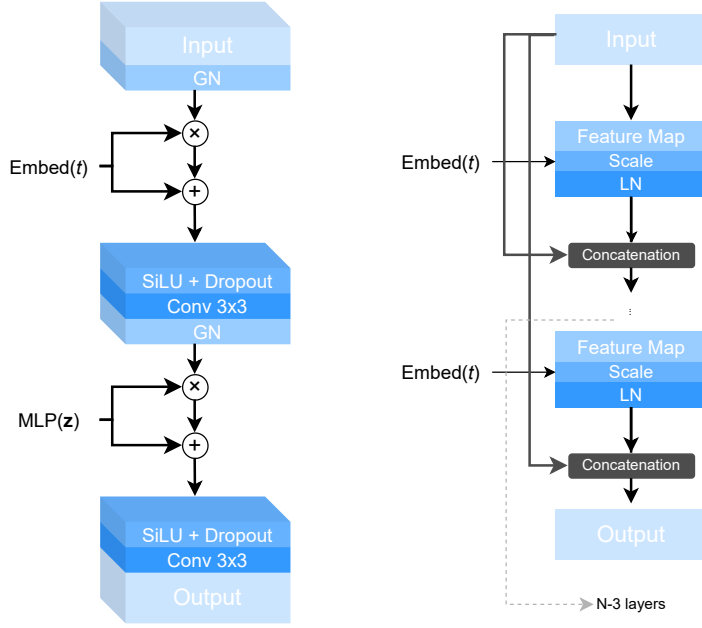 Input
GN
×
Embed(t)
+
SiLU + Dropout
Conv 3x3
GN
×
MLP(z)
+
SiLU + Dropout
Conv 3x3
Output
Input
Feature Map
Embed(t)
Scale
LN
Concatenation
...
Feature Map
Embed(t)
Scale
LN
Concatenation
Output
N-3 layers